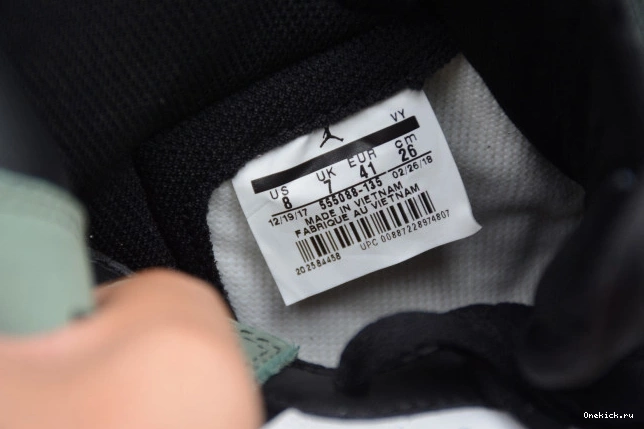 VY
US UK EUR cm
8 7 41 26
12/19/17 555088-135 02/26/18
MADE IN VIETNAM
FABRIQUE AU VIETNAM
202584458 UPC 00887228974807
Onekick.ru